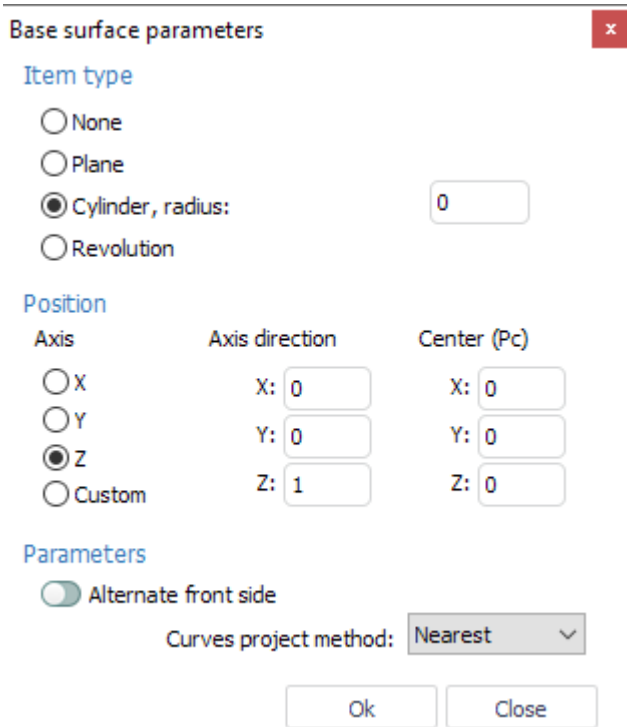 Base surface parameters
x
Item type
None
Plane
Cylinder, radius: 0
Revolution
Position
Axis Axis direction Center (Pc)
X X: 0 X: 0
Y Y: 0 Y: 0
Z Z: 1 Z: 0
Custom
Parameters
Alternate front side
Curves project method: Nearest
Ok Close